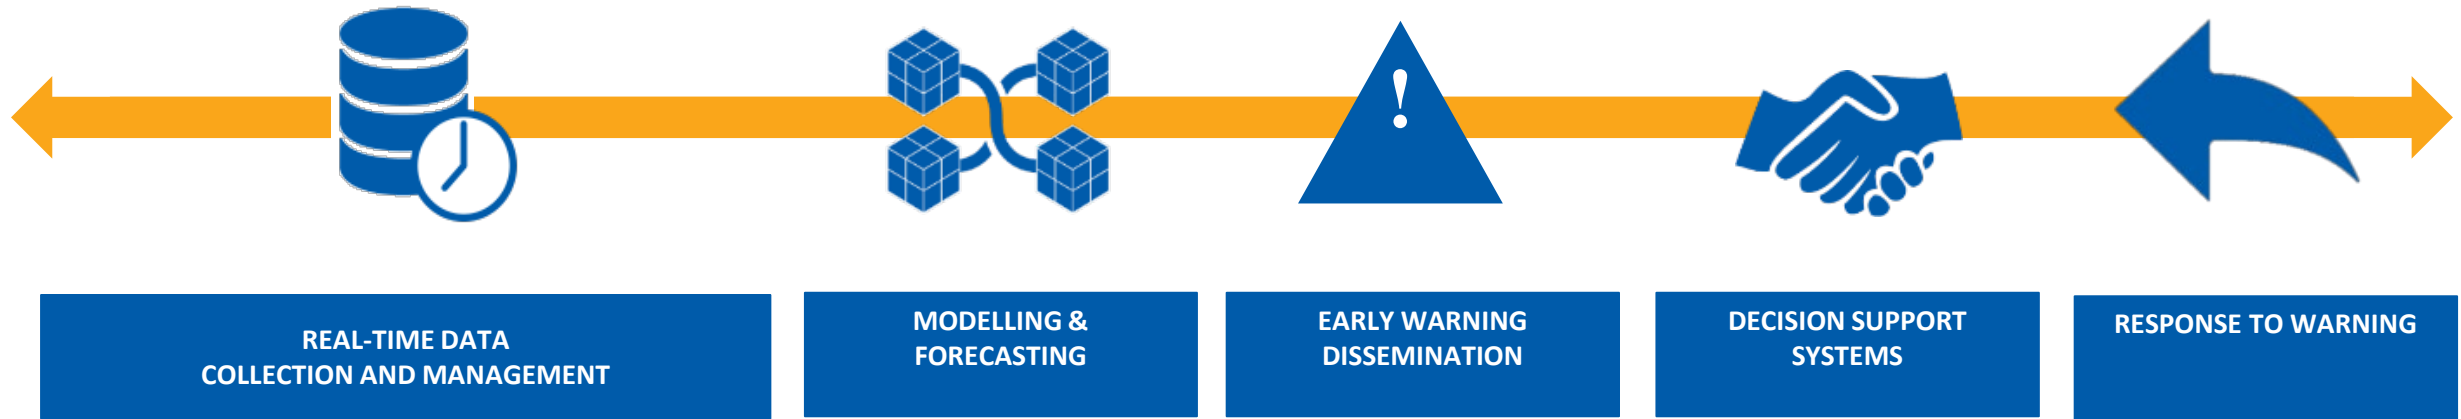 !
REAL-TIME DATA
COLLECTION AND MANAGEMENT
MODELLING &
FORECASTING
EARLY WARNING
DISSEMINATION
DECISION SUPPORT
SYSTEMS
RESPONSE TO WARNING